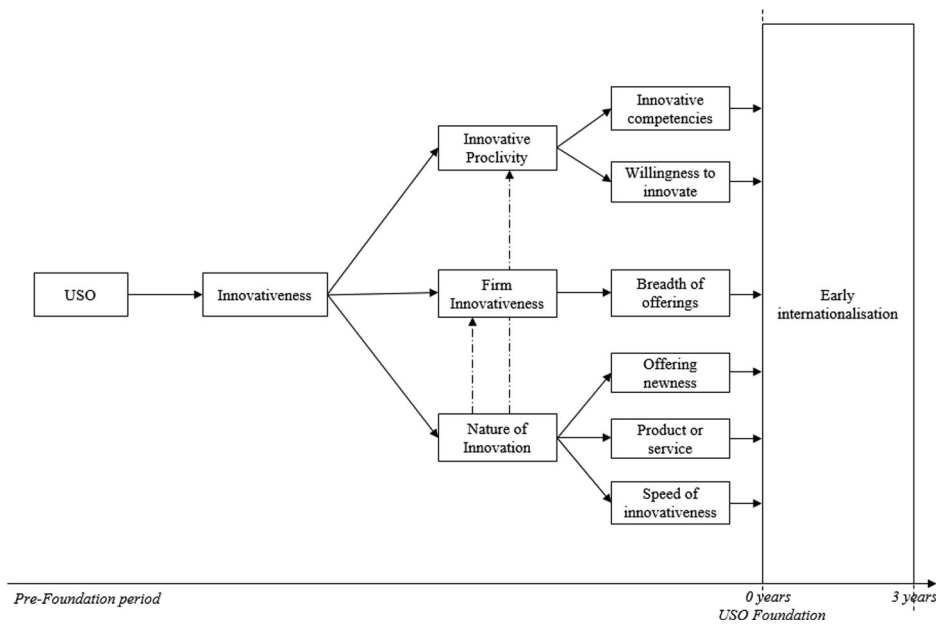 USO
Innovativeness
Innovative
Proclivity
Firm
Innovativeness
Nature of
Innovation
Innovative
competencies
Willingness to
innovate
Breadth of
offerings
Offering
newness
Product or
service
Speed of
innovativeness
Early
internationalisation
Pre-Foundation period
0 years
USO Foundation
3 years